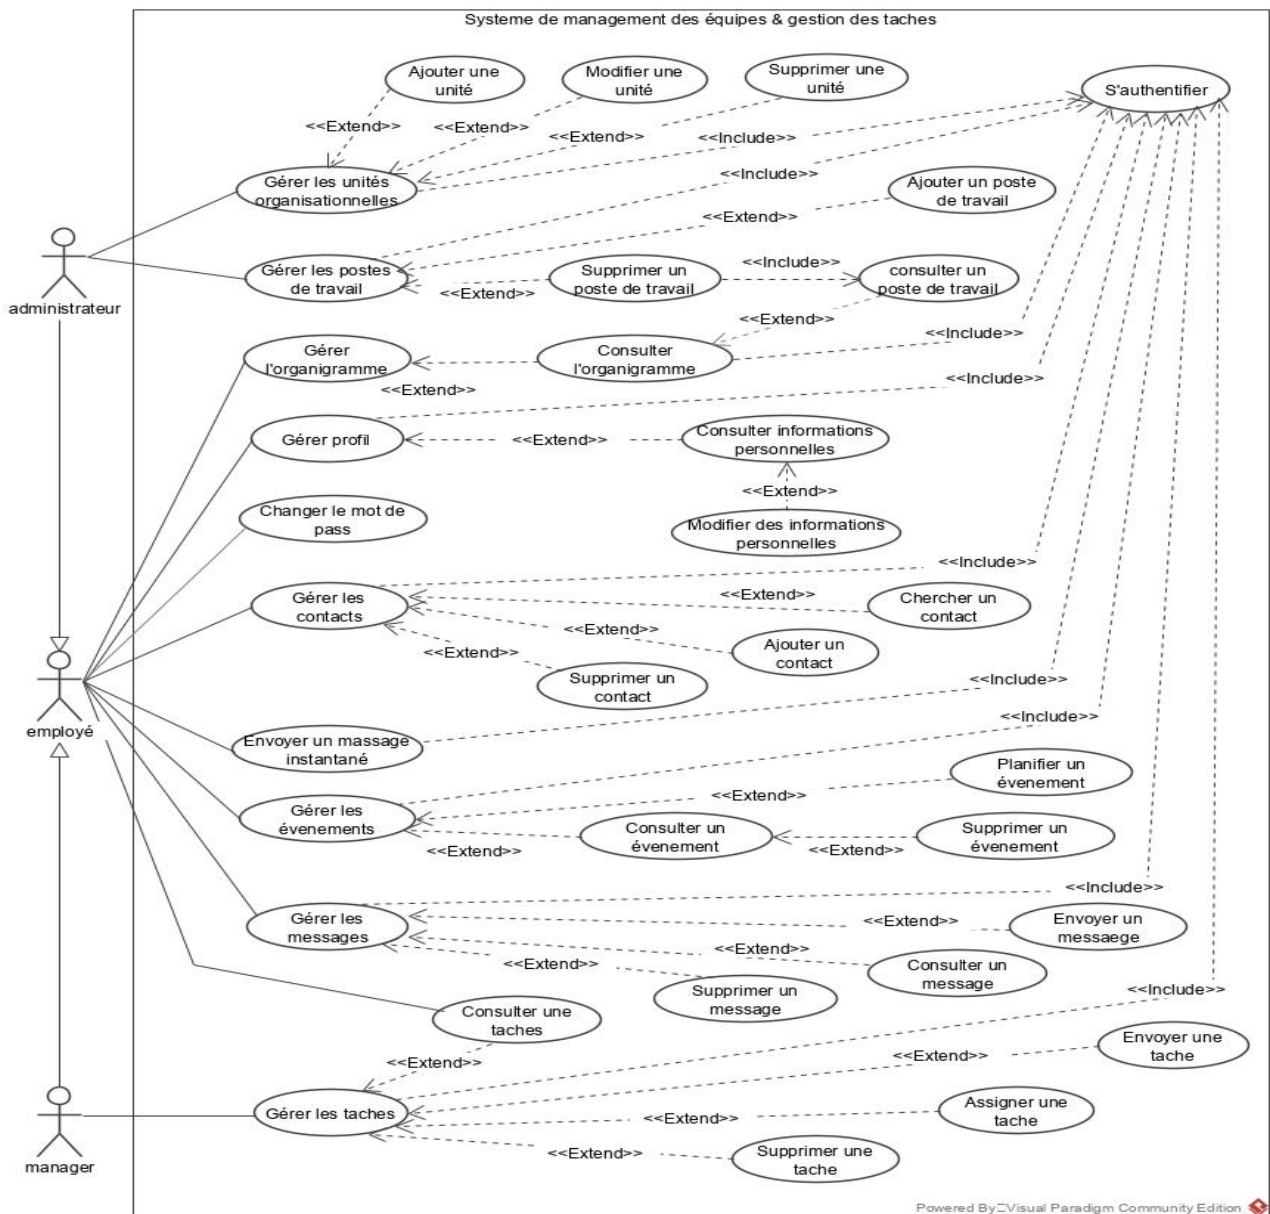 Systeme de management des équipes & gestion des taches
Ajouter une
unité
Modifier une
unité
Supprimer une
unité
S'authentifier
<<Extend>>
<<Extend>>
<<Extend>>
<<Include>>
Gérer les unités
organisationnelles
<<Include>>
Ajouter un poste
de travail
<<Extend>>
administrateur
Gérer les postes
de travail
<<Extend>>
Supprimer un
poste de travail
<<Include>>
consulter un
poste de travail
<<Extend>>
<<Include>>
Gérer
l'organigramme
<<Extend>>
Consulter
l'organigramme
<<Include>>
Gérer profil
<<Extend>>
Consulter informations
personnelles
<<Extend>>
Changer le mot de
pass
Modifier des informations
personnelles
<<Include>>
Gérer les
contacts
<<Extend>>
Chercher un
contact
<<Extend>>
Ajouter un
contact
<<Extend>>
Supprimer un
contact
<<Include>>
employé
Envoyer un massage
instantané
<<Include>>
Planifier un
évenement
<<Extend>>
Gérer les
évenements
<<Extend>>
Consulter un
évenement
<<Extend>>
Supprimer un
évenement
<<Include>>
Gérer les
messages
<<Extend>>
Envoyer un
messaege
<<Extend>>
Consulter un
message
<<Extend>>
Supprimer un
message
<<Include>>
Consulter une
taches
<<Extend>>
<<Extend>>
Envoyer une
tache
manager
Gérer les taches
<<Extend>>
Assigner une
tache
<<Extend>>
Supprimer une
tache
Powered By Visual Paradigm Community Edition